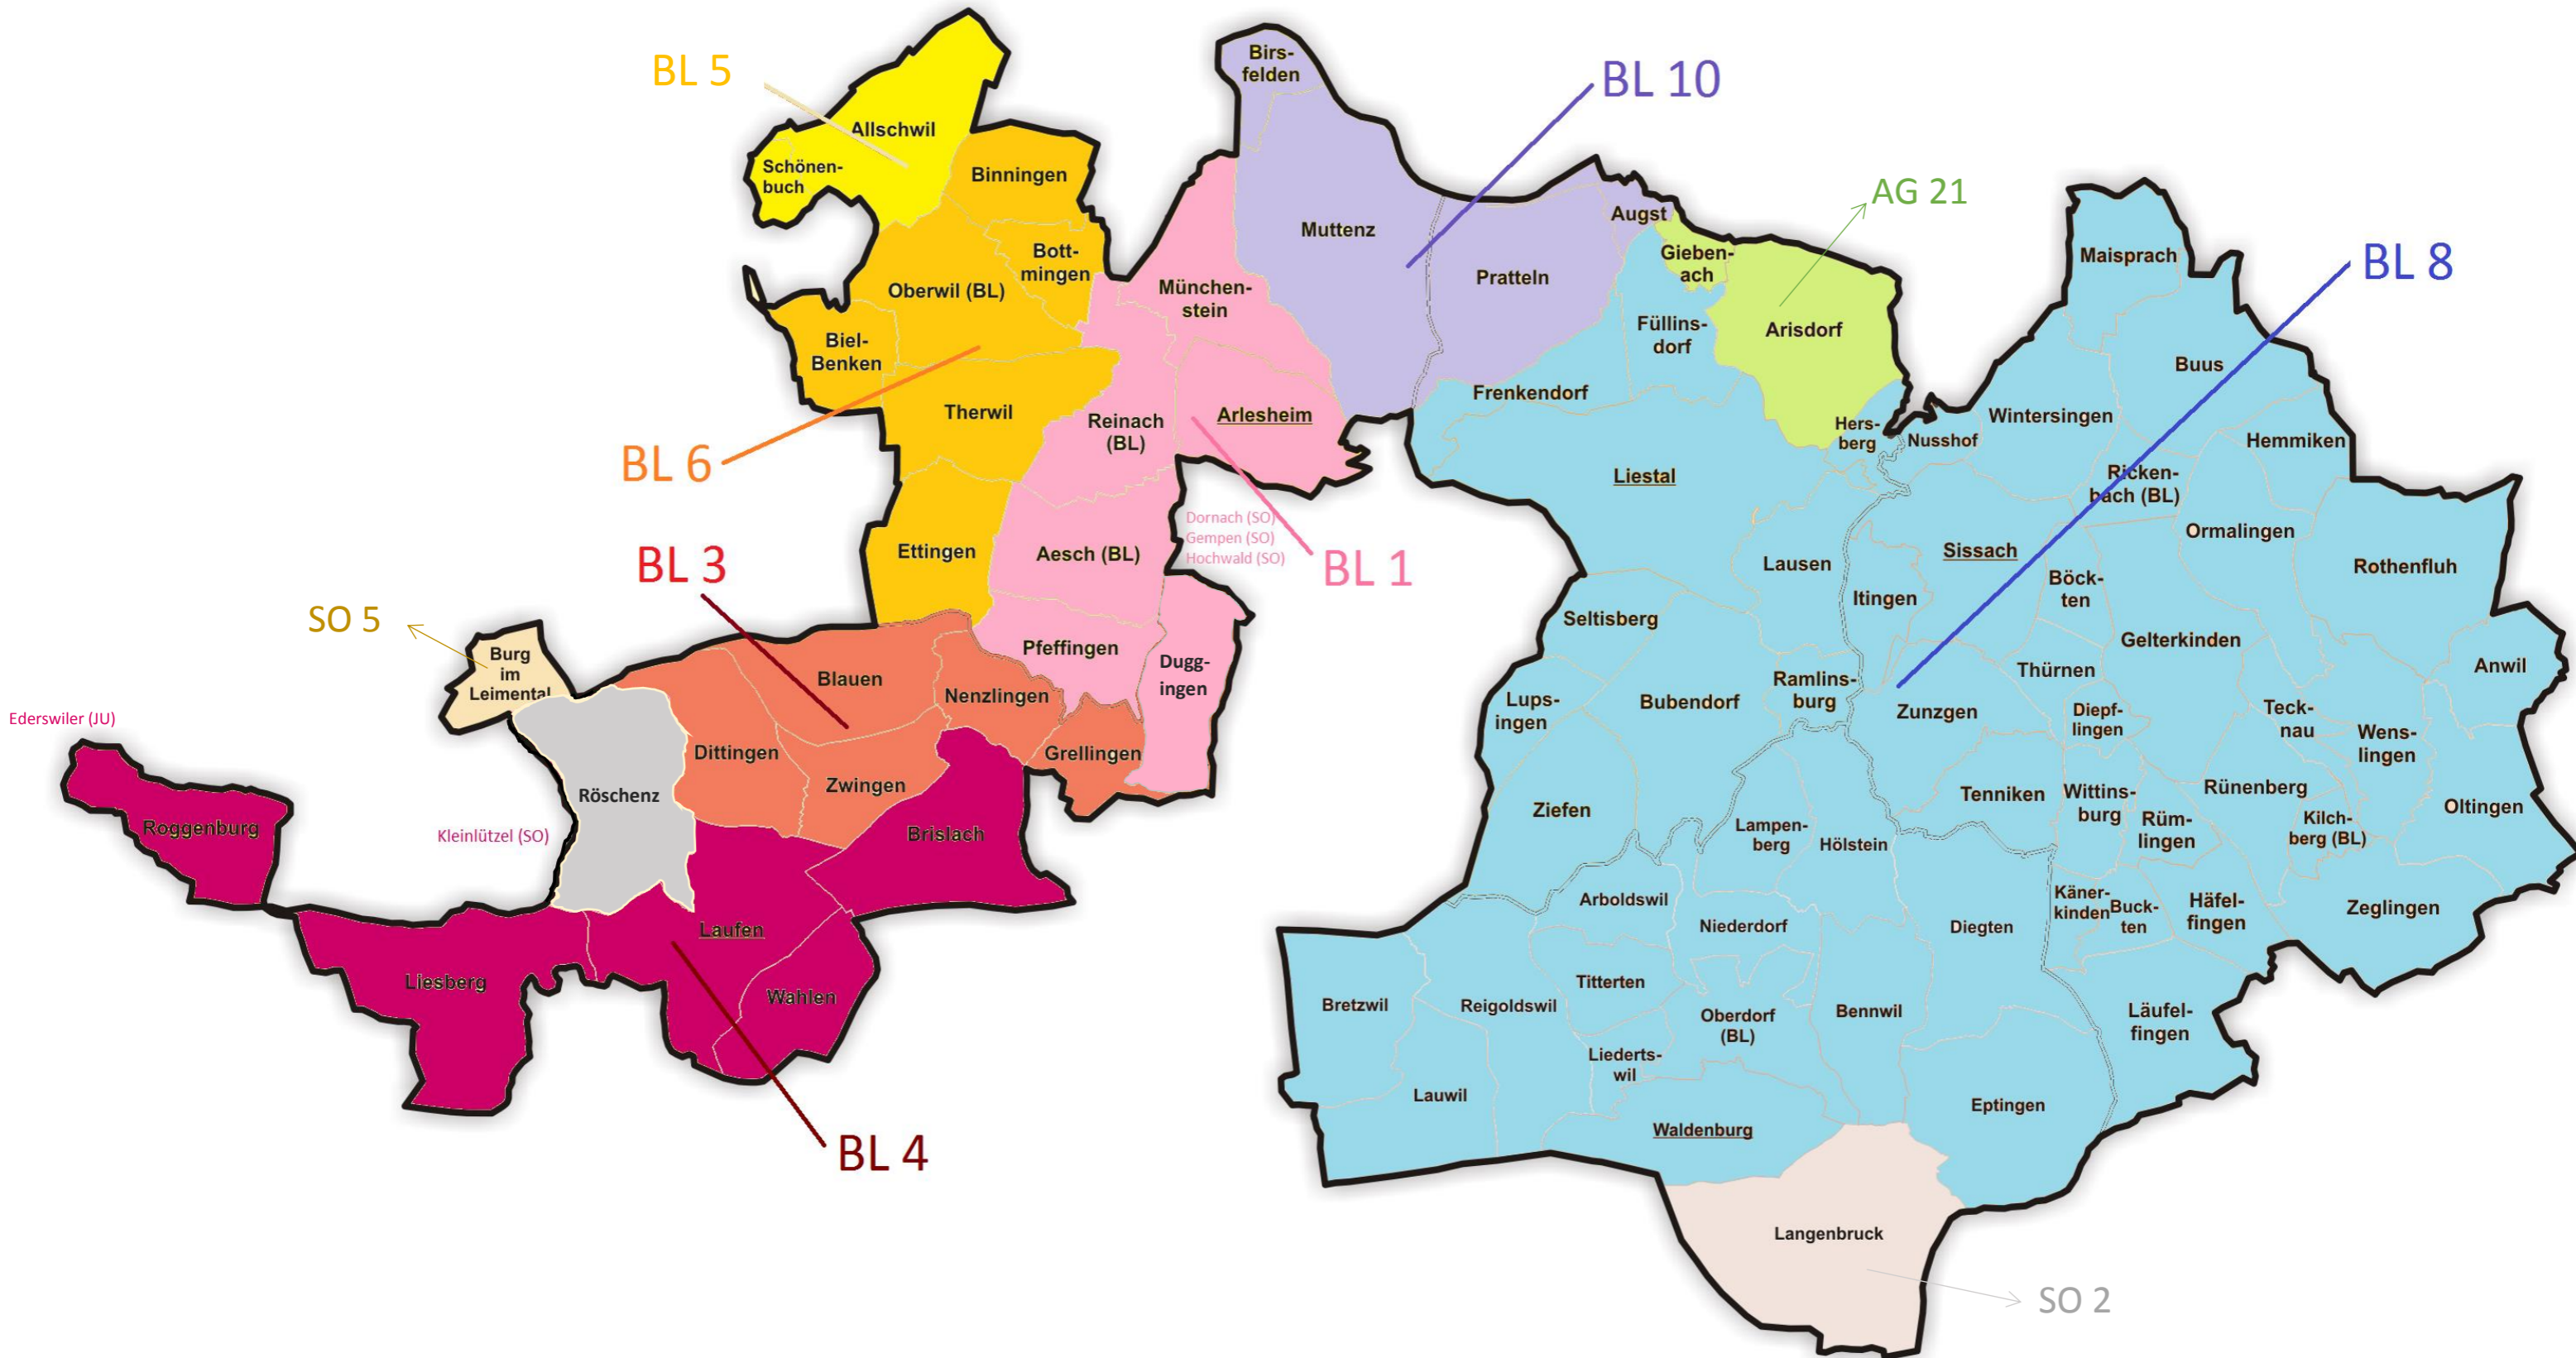 BL 5
Allschwil
Schönen-
buch
Binningen
Bott-
mingen
Oberwil (BL)
Biel-
Benken
Therwil
BL 6
Ettingen
Birs-
felden
BL 10
Muttenz
Pratteln
Augst
AG 21
Gieben-
ach
Arisdorf
München-
stein
Reinach
(BL)
Arlesheim
Aesch (BL)
Dornach (SO)
Gempen (SO)
Hochwald (SO)
BL 1
Pfeffingen
Dugg-
ingen
BL 3
SO 5
Burg
im
Leimental
Blauen
Nenzlingen
Dittingen
Zwingen
Grellingen
Ederswiler (JU)
Roggenburg
Röschenz
Kleinlützel (SO)
Brislach
Laufen
Liesberg
Wahlen
BL 4
BL 8
Maisprach
Buus
Füllins-
dorf
Frenkendorf
Hers-
berg
Nusshof
Wintersingen
Hemmiken
Liestal
Ricken-
bach (BL)
Ormalingen
Rothenfluh
Lausen
Sissach
Itingen
Böck-
ten
Seltisberg
Gelterkinden
Thürnen
Anwil
Lups-
ingen
Bubendorf
Ramlins-
burg
Zunzgen
Diepf-
lingen
Teck-
nau
Wens-
lingen
Ziefen
Tenniken
Wittins-
burg
Rünenberg
Oltingen
Lampen-
berg
Hölstein
Rüm-
lingen
Kilch-
berg (BL)
Arboldswil
Niederdorf
Diegten
Käner-
kinden
Buck-
ten
Häfel-
fingen
Zeglingen
Bretzwil
Reigoldswil
Titterten
Oberdorf
(BL)
Bennwil
Läufel-
fingen
Lauwil
Liederts-
wil
Eptingen
Waldenburg
Langenbruck
SO 2